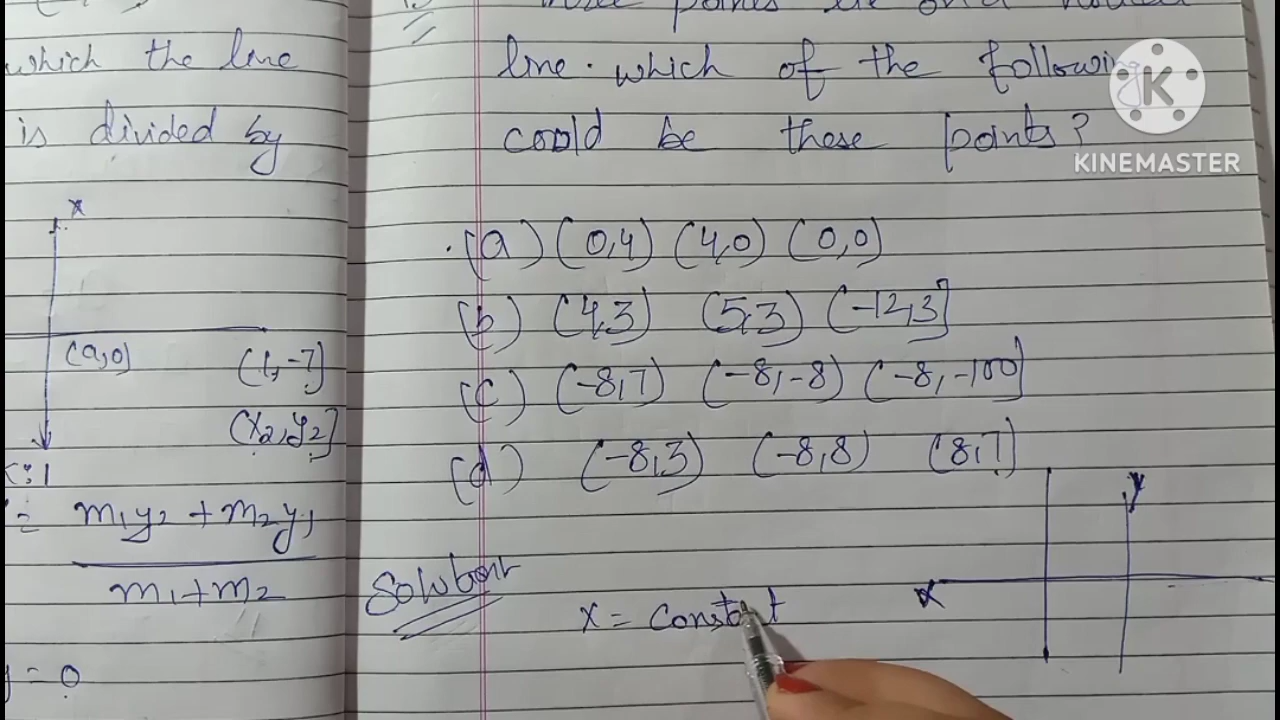 which the line
is divided by
x
(a,0) (1,-7)
(x₂,y₂)
K:1
m₁y₂ + m₂y₁
m₁+m₂
y = 0
line. which of the following
could be these points?
(a) (0,4) (4,0) (0,0)
(b) (4,3) (5,3) (-12,3)
(c) (-8,7) (-8,-8) (-8,-100)
(d) (-8,3) (-8,8) (8,7)
Solution
x = Constant
x
y
K
KINEMASTER